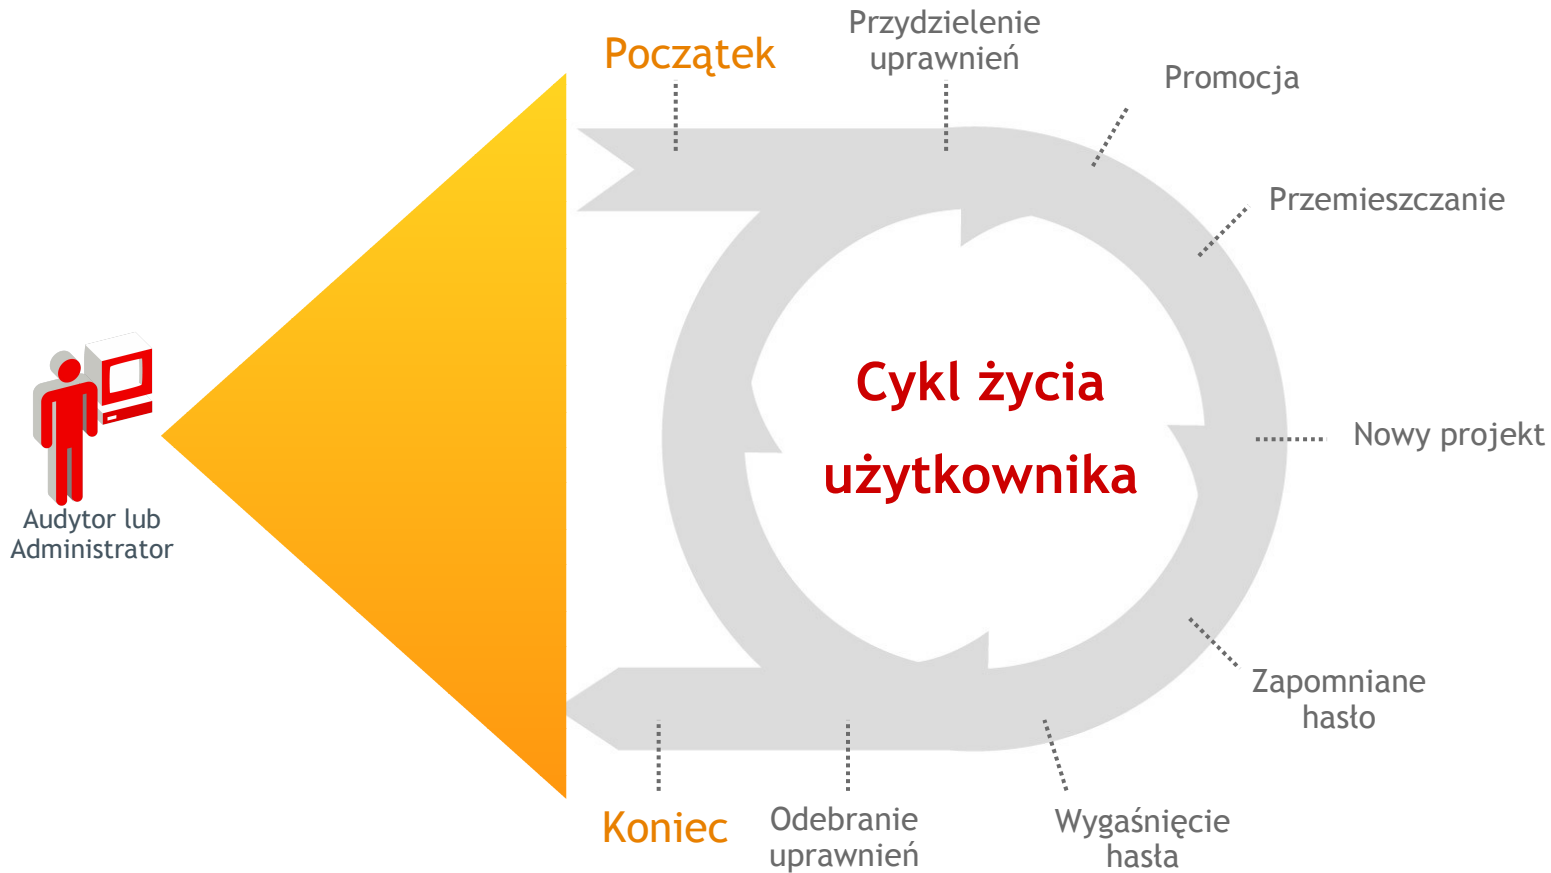 Początek
Przydzielenie
uprawnień
Promocja
Przemieszczanie
Cykl życia
użytkownika
Nowy projekt
Audytor lub
Administrator
Zapomniane
hasło
Koniec
Odebranie
uprawnień
Wygaśnięcie
hasła